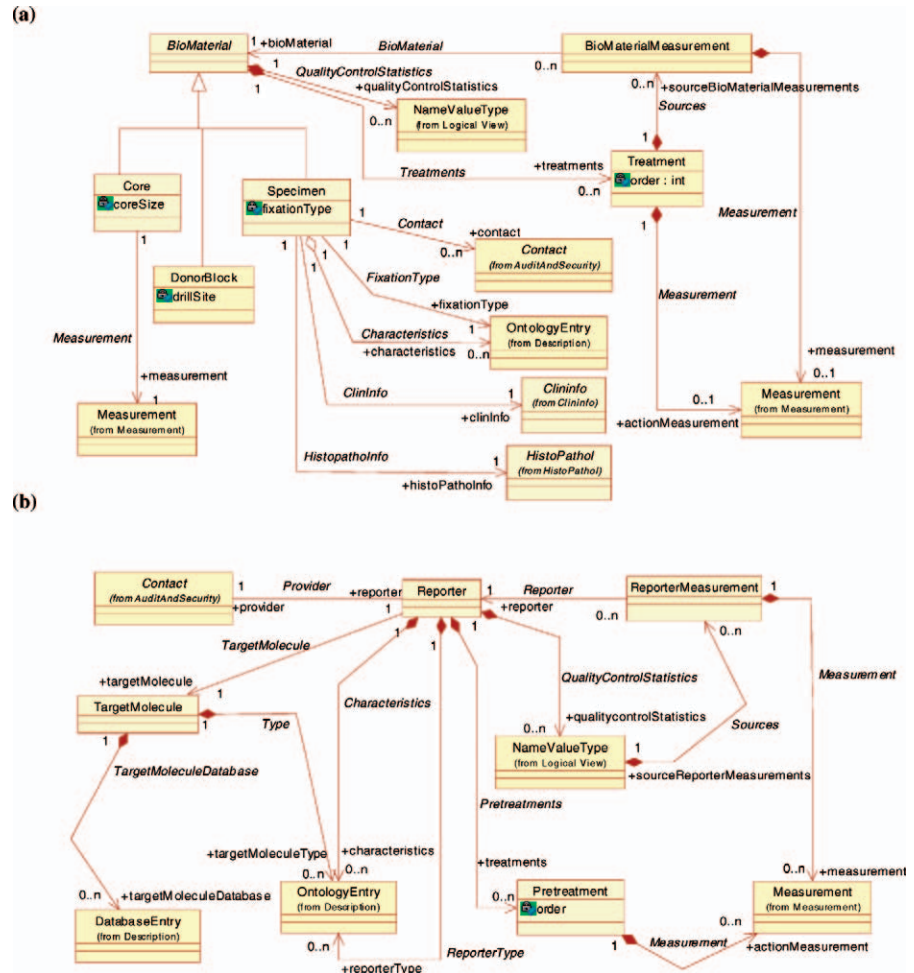 (a)
BioMaterial
1
+bioMaterial
BioMaterial
BioMaterialMeasurement
1
QualityControlStatistics
0..n
1
+qualityControlStatistics
0..n
+sourceBioMaterialMeasurements
NameValueType
(from Logical View)
0..n
Sources
1
Treatments
+treatments
0..n
Treatment
order : int
Core
coreSize
Specimen
fixationType
1
Contact
+contact
0..n
Measurement
1
1
1
1
1
1
Contact
(from AuditAndSecurity)
DonorBlock
drillSite
FixationType
+fixationType
1
Measurement
Measurement
Characteristics
+characteristics
0..n
OntologyEntry
(from Description)
+measurement
1
+measurement
0..1
Measurement
(from Measurement)
ClinInfo
1
+clinInfo
Clininfo
(from Clininfo)
0..1
+actionMeasurement
Measurement
(from Measurement)
HistopathoInfo
1
+histoPathoInfo
HistoPathol
(from HistoPathol)
(b)
Contact
(from AuditAndSecurity)
1
Provider
+provider
+reporter
1
Reporter
1
+reporter
Reporter
0..n
ReporterMeasurement
1
0..n
TargetMolecule
1
1
1
+targetMolecule
1
Characteristics
QualityControlStatistics
Measurement
TargetMolecule
1
1
Type
+qualitycontrolStatistics
0..n
Sources
TargetMoleculeDatabase
NameValueType
(from Logical View)
1
+sourceReporterMeasurements
Pretreatments
+targetMoleculeType
0..n
+characteristics
0..n
+treatments
0..n
0..n
+measurement
0..n
+targetMoleculeDatabase
OntologyEntry
(from Description)
Pretreatment
order
0..n
Measurement
(from Measurement)
DatabaseEntry
(from Description)
0..n
+reporterType
ReporterType
1
Measurement
+actionMeasurement